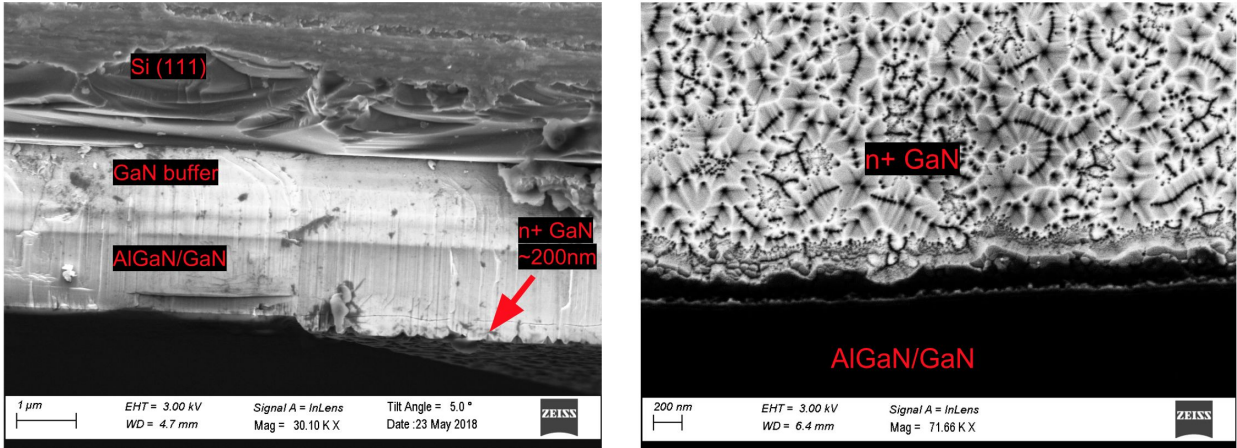 Si (111)
GaN buffer
AlGaN/GaN
n+ GaN
~200nm
1 µm
EHT = 3.00 kV
WD = 4.7 mm
Signal A = InLens
Mag = 30.10 K X
Tilt Angle = 5.0 °
Date :23 May 2018
ZEISS
n+ GaN
AlGaN/GaN
200 nm
EHT = 3.00 kV
WD = 6.4 mm
Signal A = InLens
Mag = 71.66 K X
ZEISS